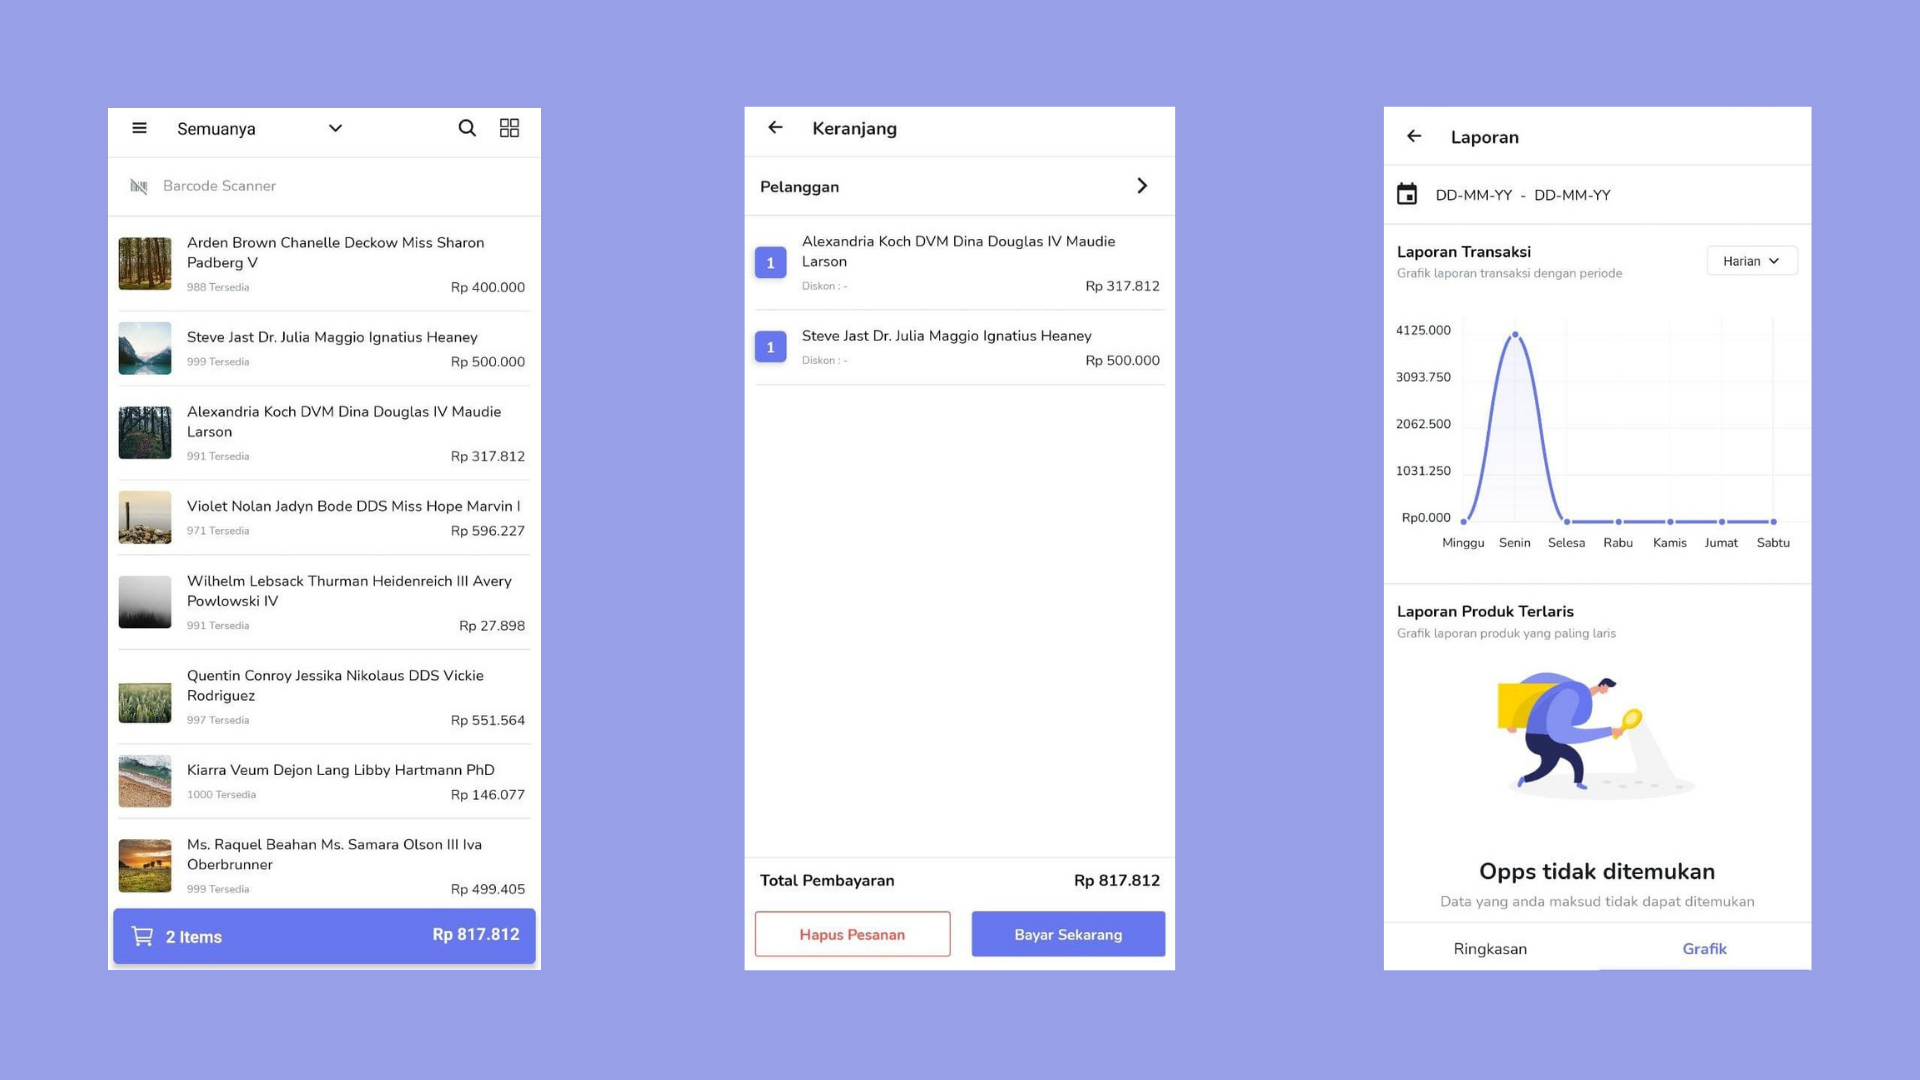 Semuanya
Barcode Scanner
Arden Brown Chanelle Deckow Miss Sharon
Padberg V
988 Tersedia
Rp 400.000
Steve Jast Dr. Julia Maggio Ignatius Heaney
999 Tersedia
Rp 500.000
Alexandria Koch DVM Dina Douglas IV Maudie
Larson
991 Tersedia
Rp 317.812
Violet Nolan Jadyn Bode DDS Miss Hope Marvin I
971 Tersedia
Rp 596.227
Wilhelm Lebsack Thurman Heidenreich III Avery
Powlowski IV
991 Tersedia
Rp 27.898
Quentin Conroy Jessika Nikolaus DDS Vickie
Rodriguez
997 Tersedia
Rp 551.564
Kiarra Veum Dejon Lang Libby Hartmann PhD
1000 Tersedia
Rp 146.077
Ms. Raquel Beahan Ms. Samara Olson III Iva
Oberbrunner
999 Tersedia
Rp 499.405
2 Items
Rp 817.812
Keranjang
Pelanggan
1
Alexandria Koch DVM Dina Douglas IV Maudie
Larson
Diskon : -
Rp 317.812
1
Steve Jast Dr. Julia Maggio Ignatius Heaney
Diskon : -
Rp 500.000
Total Pembayaran
Rp 817.812
Hapus Pesanan
Bayar Sekarang
Laporan
DD-MM-YY - DD-MM-YY
Laporan Transaksi
Grafik laporan transaksi dengan periode
Harian
4125.000
3093.750
2062.500
1031.250
Rp0.000
Minggu Senin Selesa Rabu Kamis Jumat Sabtu
Laporan Produk Terlaris
Grafik laporan produk yang paling laris
Opps tidak ditemukan
Data yang anda maksud tidak dapat ditemukan
Ringkasan
Grafik